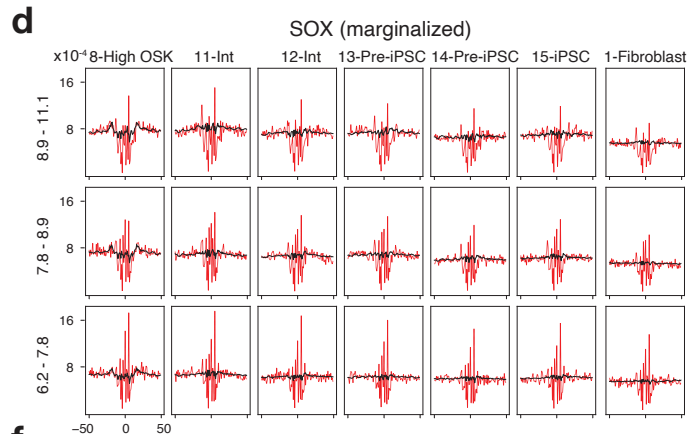 d
SOX (marginalized)
x10-4 8-High OSK 11-Int 12-Int 13-Pre-iPSC 14-Pre-iPSC 15-iPSC 1-Fibroblast
8.9 - 11.1
16
8
7.8 - 8.9
16
8
6.2 - 7.8
16
8
−50 0 50